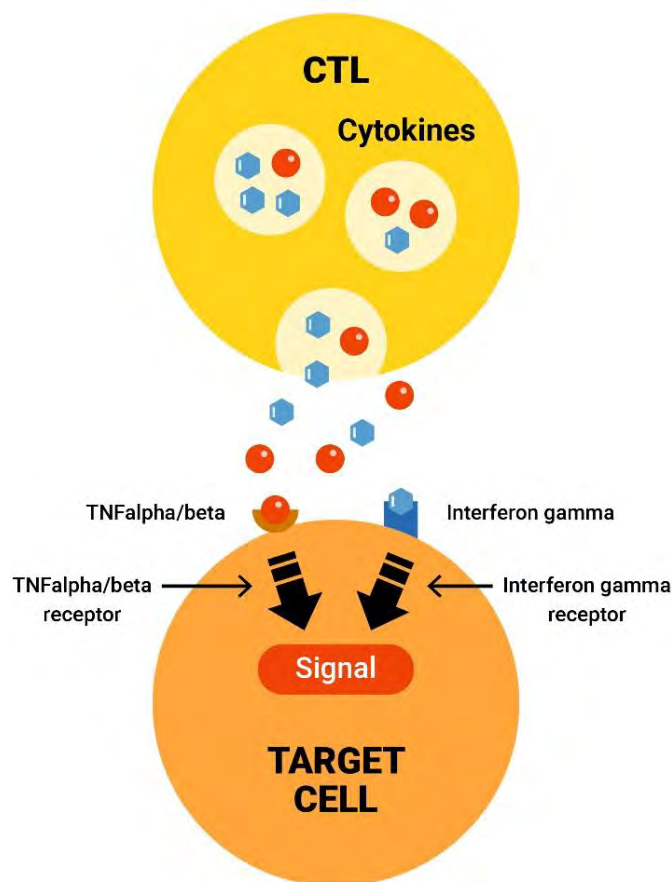 CTL
Cytokines
TNFalpha/beta
Interferon gamma
TNFalpha/beta
receptor
Interferon gamma
receptor
Signal
TARGET
CELL